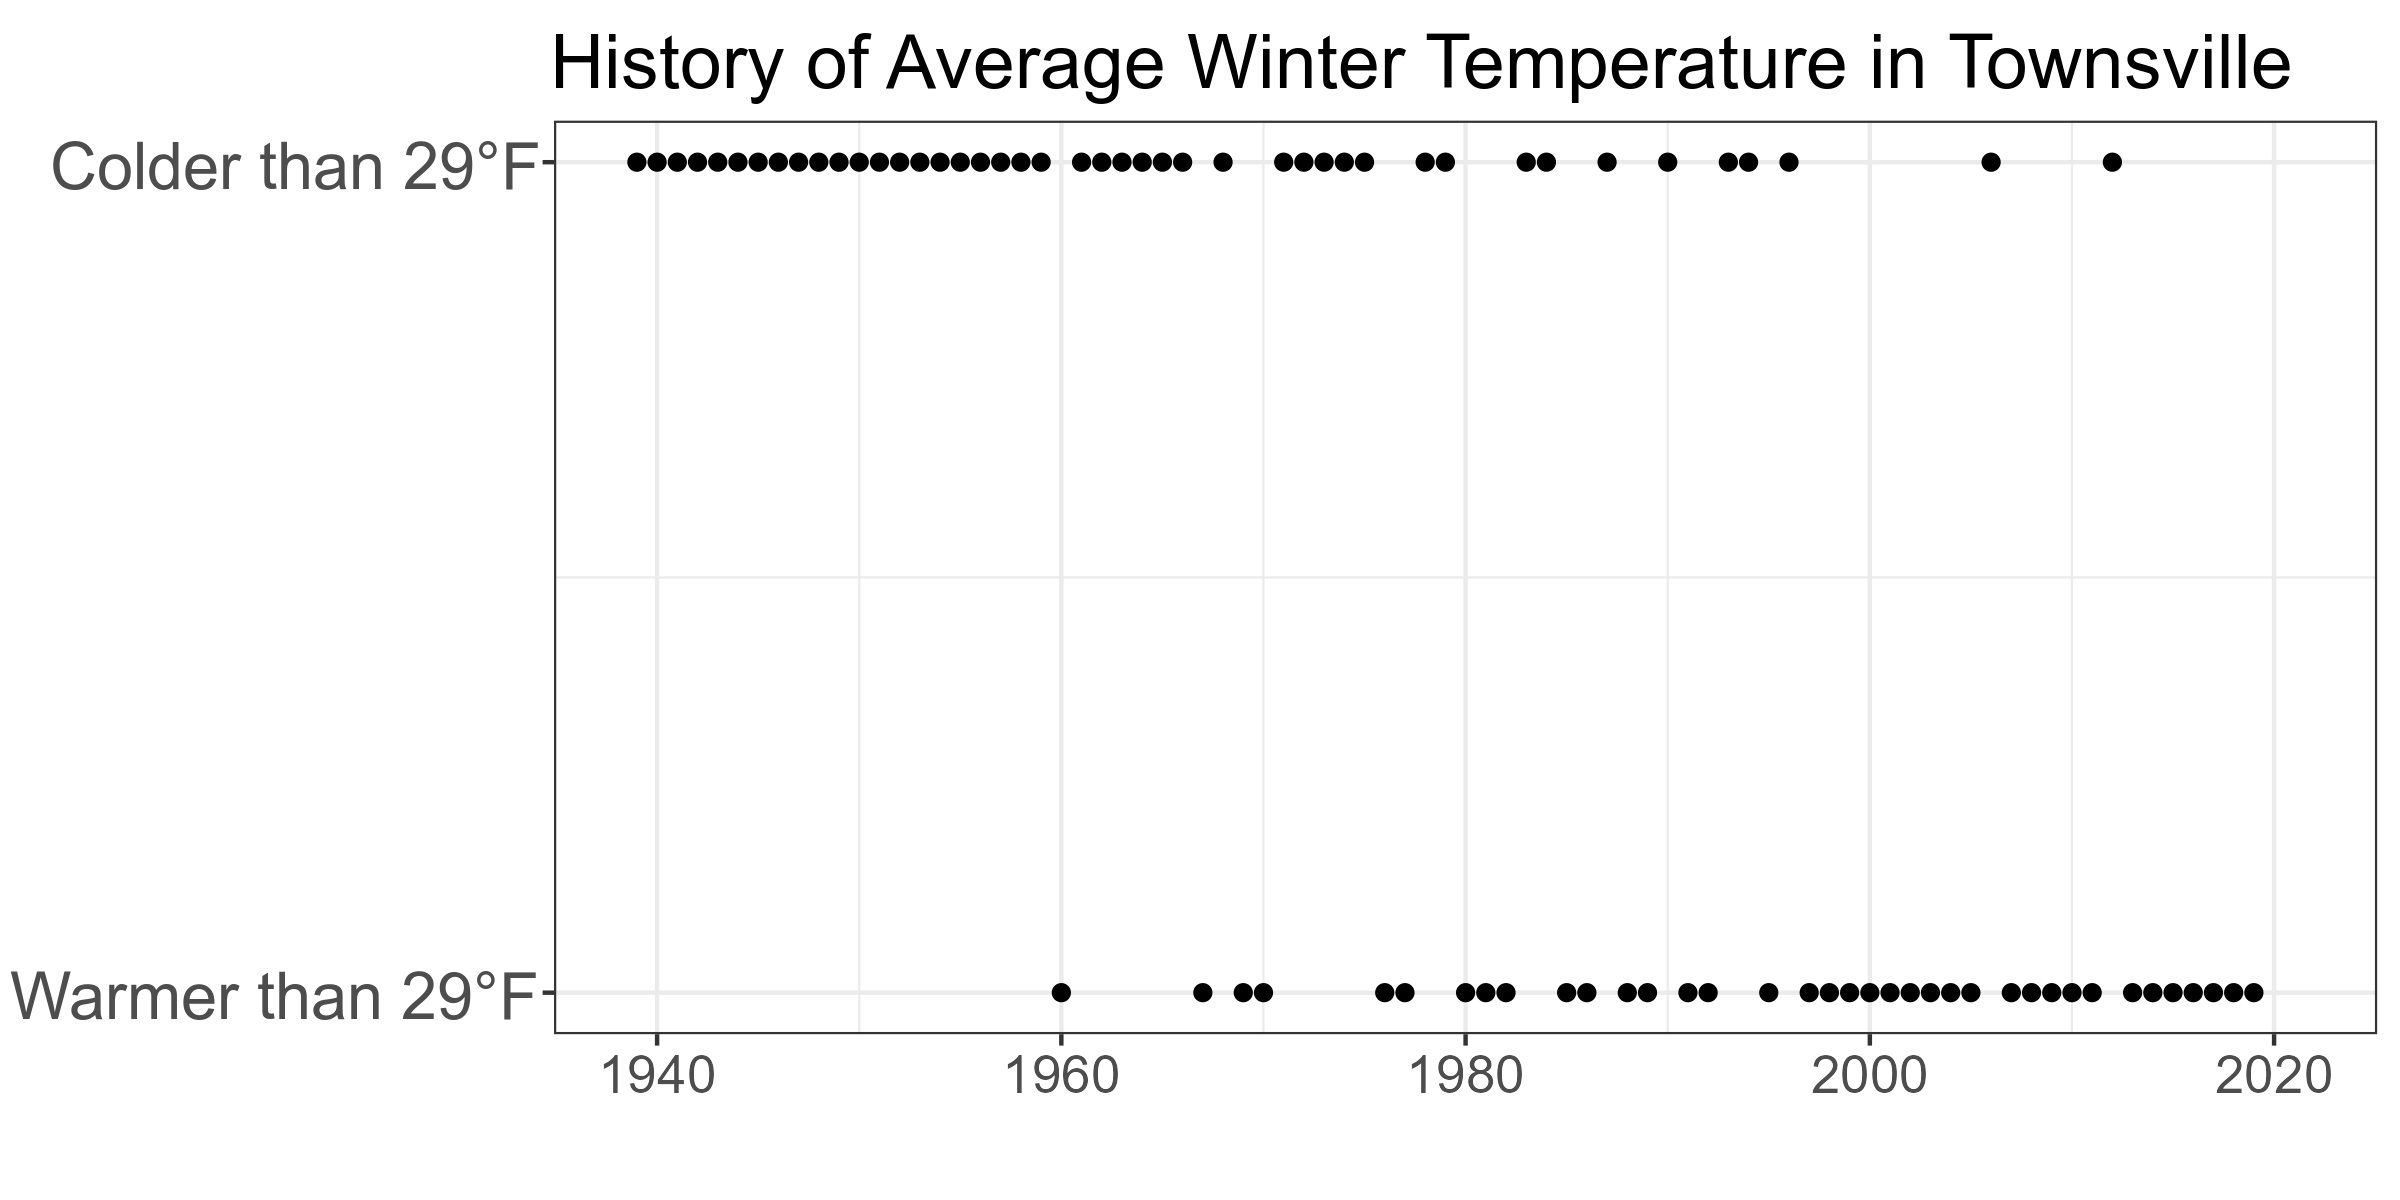 History of Average Winter Temperature in Townsville
Colder than 29°F
Warmer than 29°F
1940 1960 1980 2000 2020